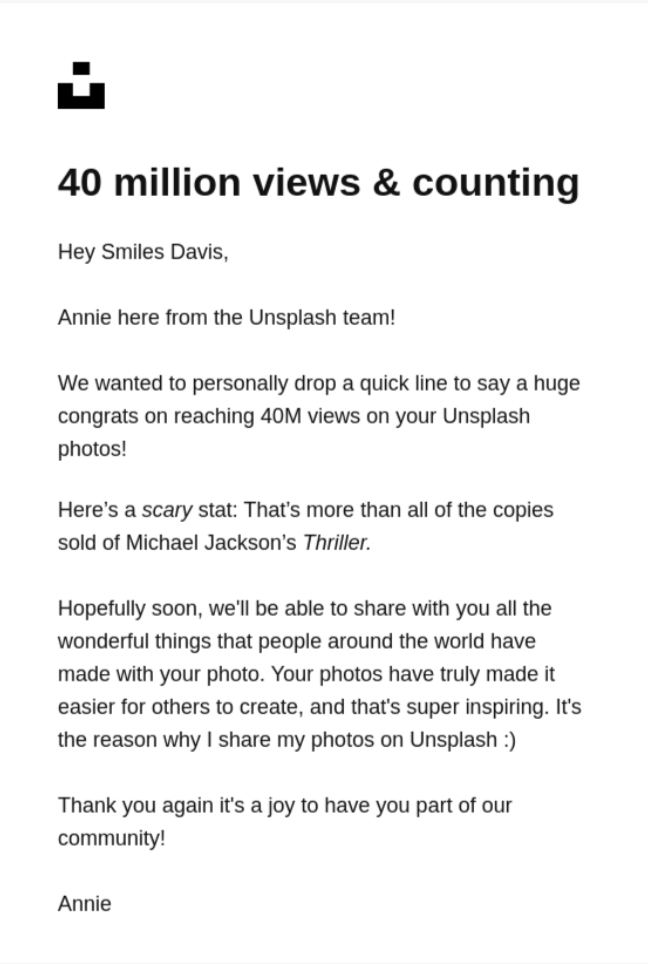 40 million views & counting
Hey Smiles Davis,
Annie here from the Unsplash team!
We wanted to personally drop a quick line to say a huge
congrats on reaching 40M views on your Unsplash
photos!
Here’s a scary stat: That’s more than all of the copies
sold of Michael Jackson’s Thriller.
Hopefully soon, we'll be able to share with you all the
wonderful things that people around the world have
made with your photo. Your photos have truly made it
easier for others to create, and that's super inspiring. It's
the reason why I share my photos on Unsplash :)
Thank you again it's a joy to have you part of our
community!
Annie